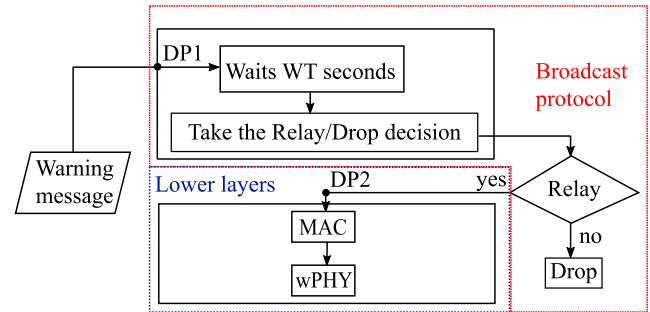 DP1
Waits WT seconds
Broadcast
protocol
Take the Relay/Drop decision
Warning
message
Lower layers
DP2
yes
Relay
MAC
no
wPHY
Drop